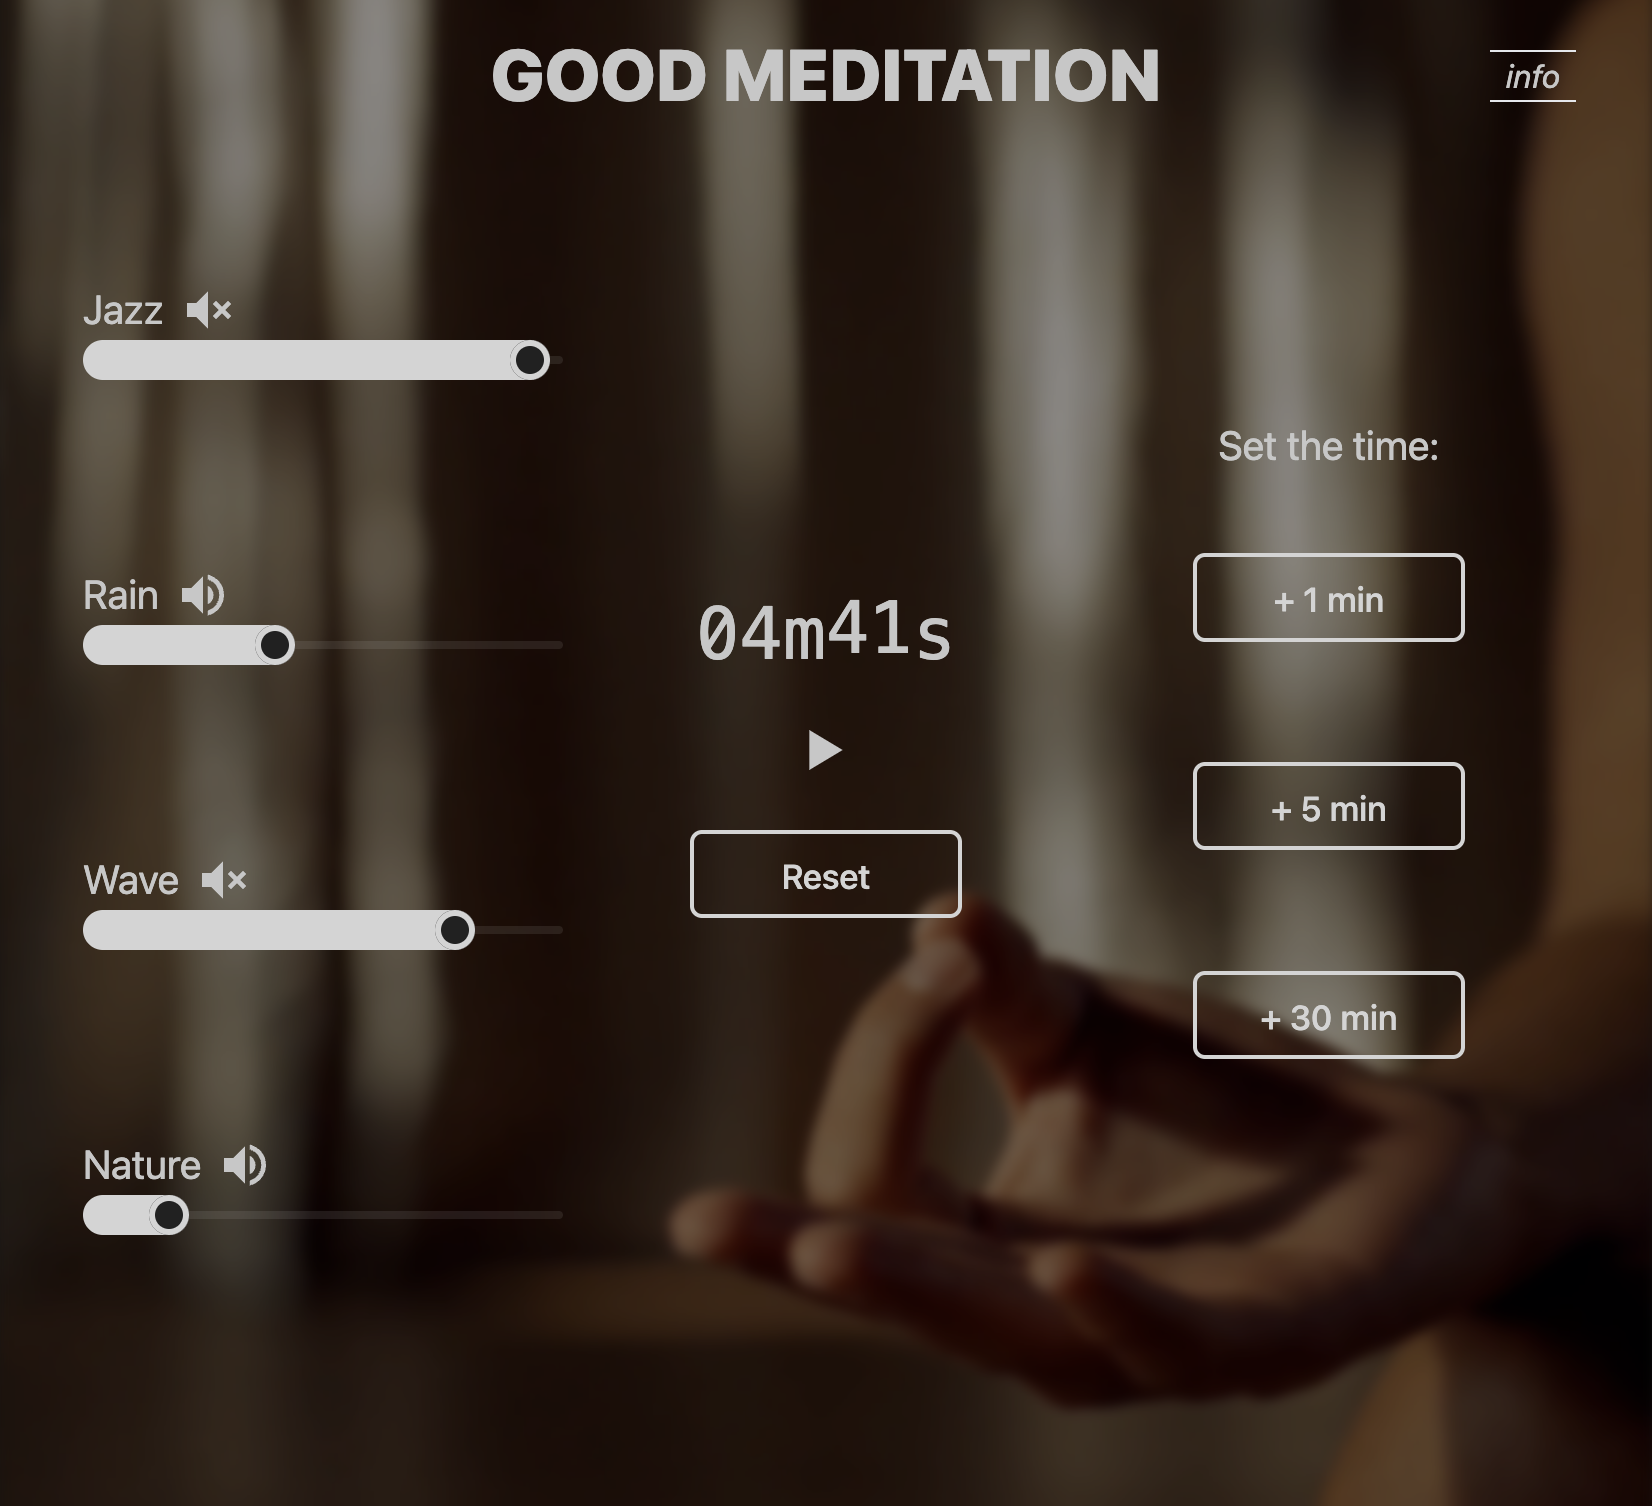 GOOD MEDITATION
info
Jazz
Rain
Wave
Nature
04m41s
Reset
Set the time:
+ 1 min
+ 5 min
+ 30 min